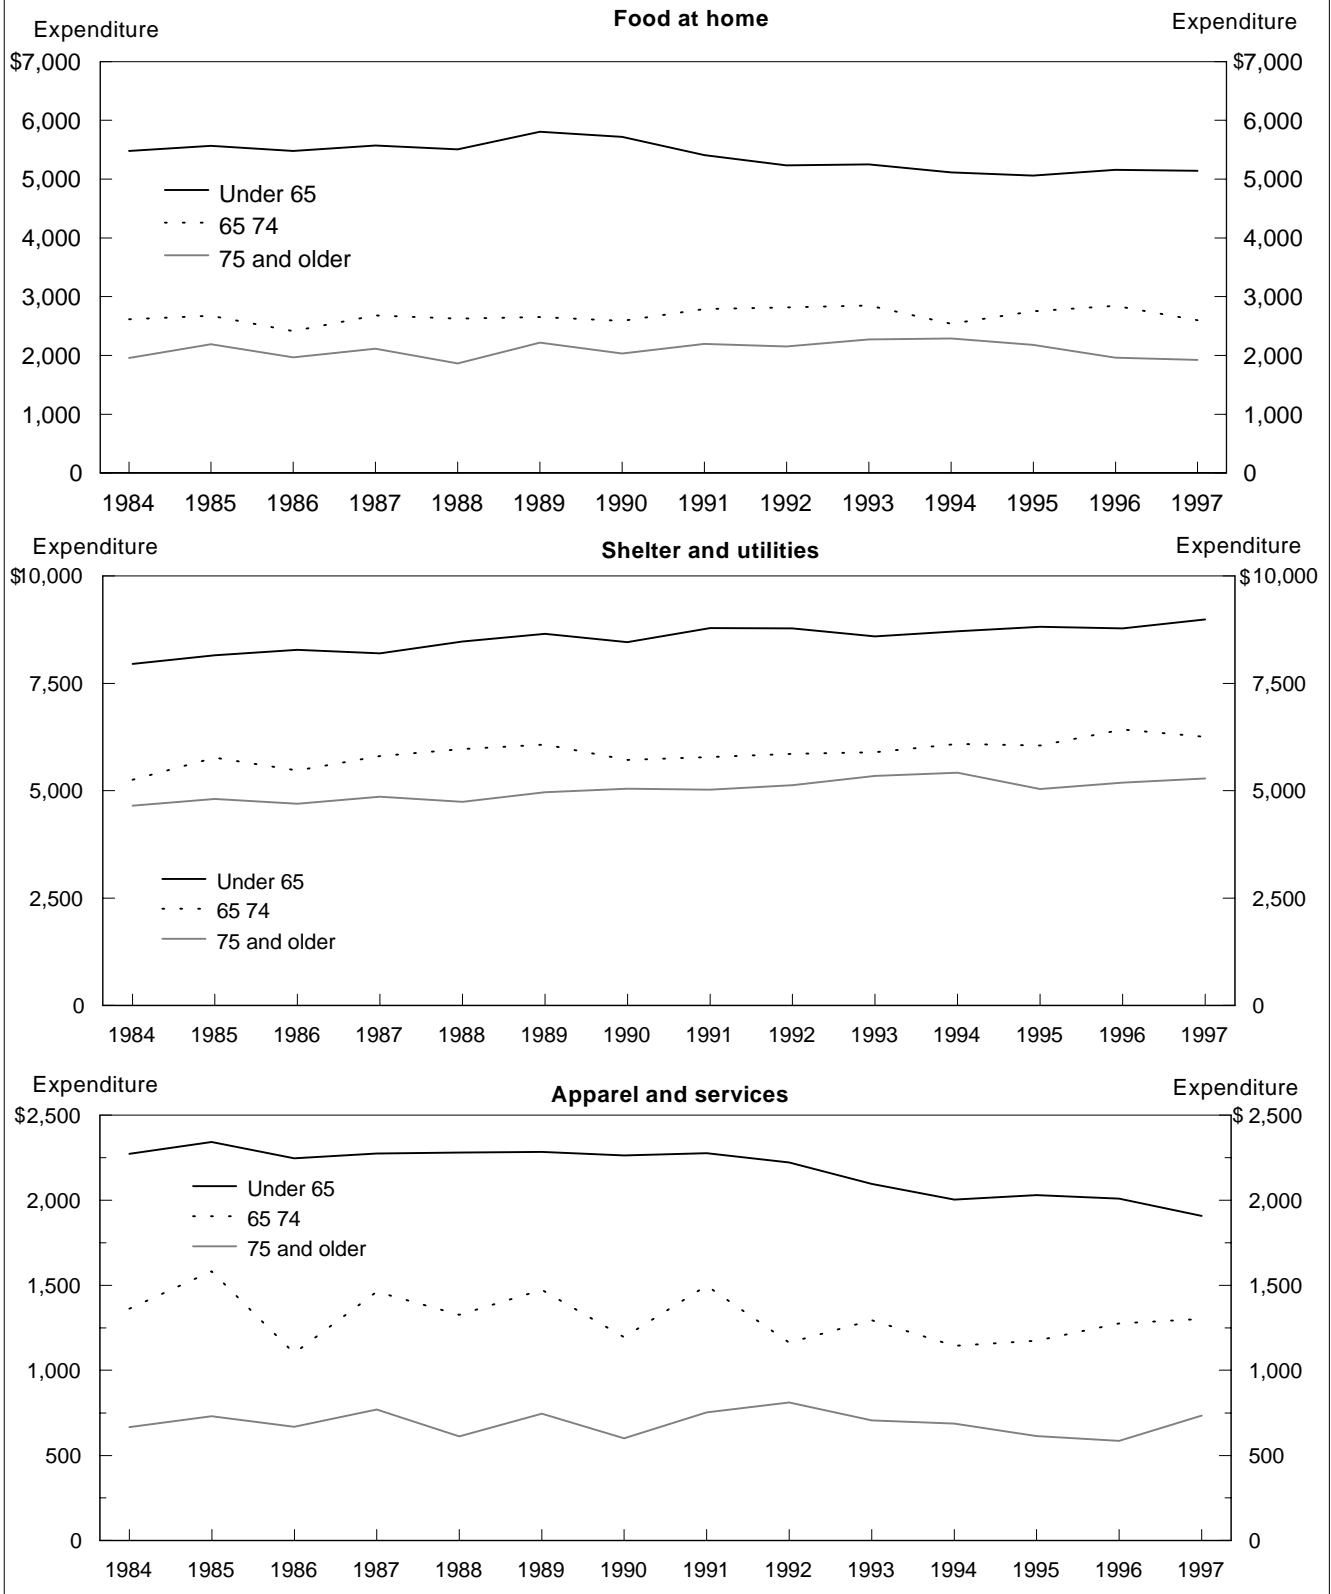 Food at home
Expenditure Expenditure
$7,000 $7,000
6,000 6,000
5,000 5,000
Under 65
65 74
4,000 4,000
75 and older
3,000 3,000
2,000 2,000
1,000 1,000
0 0
1984 1985 1986 1987 1988 1989 1990 1991 1992 1993 1994 1995 1996 1997
Expenditure Shelter and utilities Expenditure
$10,000 $10,000
7,500 7,500
5,000 5,000
Under 65
2,500 2,500
65 74
75 and older
0 0
1984 1985 1986 1987 1988 1989 1990 1991 1992 1993 1994 1995 1996 1997
Expenditure Apparel and services Expenditure
$2,500 $2,500
Under 65
2,000 2,000
65 74
75 and older
1,500 1,500
1,000 1,000
500 500
0 0
1984 1985 1986 1987 1988 1989 1990 1991 1992 1993 1994 1995 1996 1997